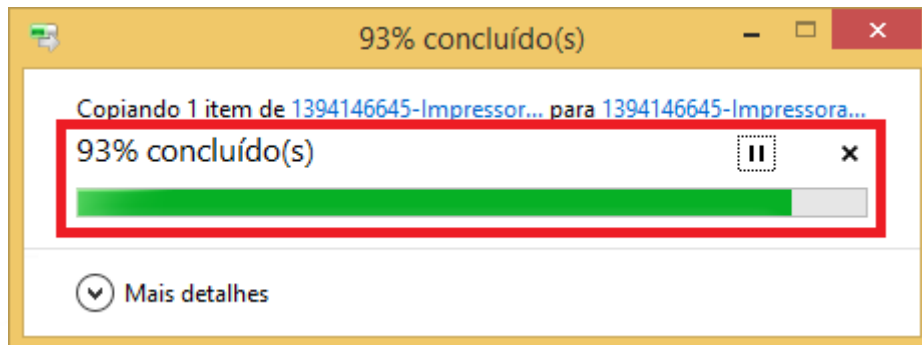 93% concluído(s)
Copiando 1 item de 1394146645-Impressor... para 1394146645-Impressora...
93% concluído(s)
Mais detalhes